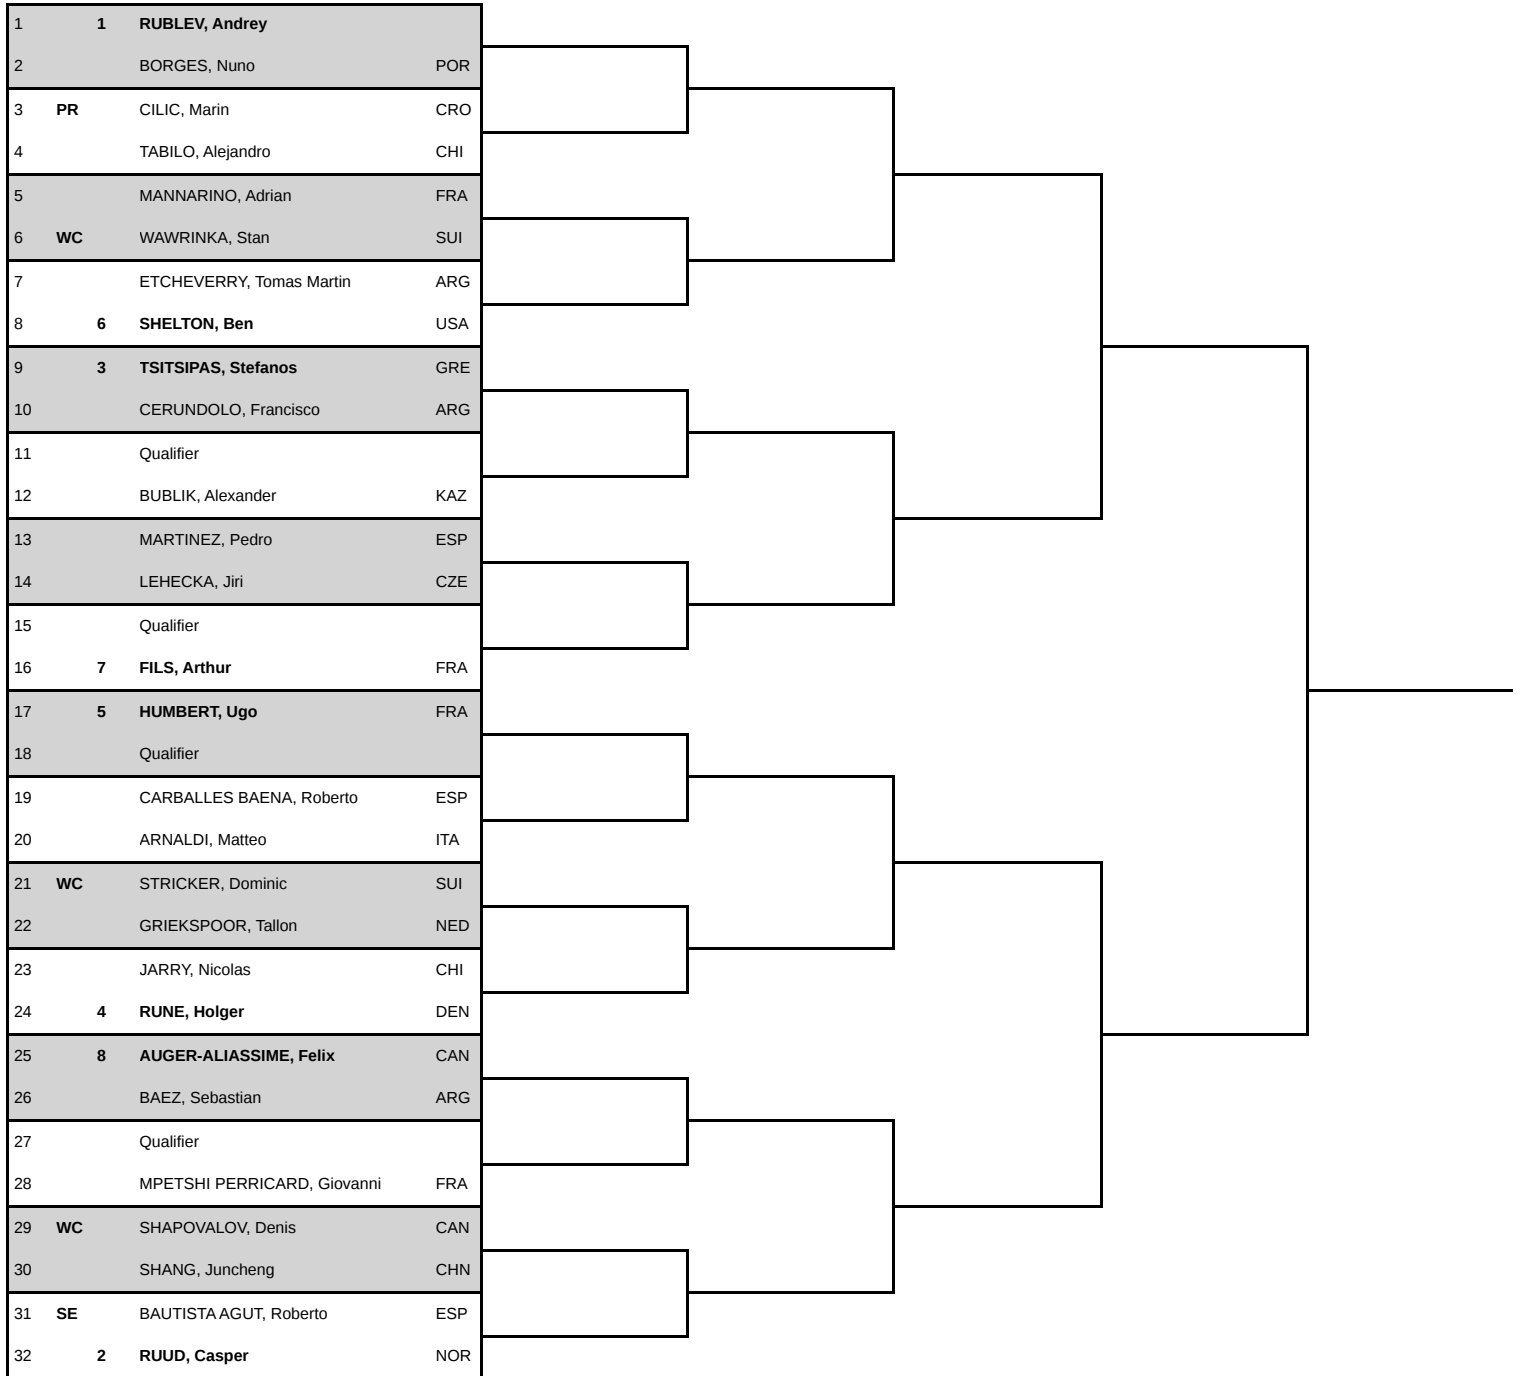 1 1 RUBLEV, Andrey
2 BORGES, Nuno POR
3 PR CILIC, Marin CRO
4 TABILO, Alejandro CHI
5 MANNARINO, Adrian FRA
6 WC WAWRINKA, Stan SUI
7 ETCHEVERRY, Tomas Martin ARG
8 6 SHELTON, Ben USA
9 3 TSITSIPAS, Stefanos GRE
10 CERUNDOLO, Francisco ARG
11 Qualifier
12 BUBLIK, Alexander KAZ
13 MARTINEZ, Pedro ESP
14 LEHECKA, Jiri CZE
15 Qualifier
16 7 FILS, Arthur FRA
17 5 HUMBERT, Ugo FRA
18 Qualifier
19 CARBALLES BAENA, Roberto ESP
20 ARNALDI, Matteo ITA
21 WC STRICKER, Dominic SUI
22 GRIEKSPOOR, Tallon NED
23 JARRY, Nicolas CHI
24 4 RUNE, Holger DEN
25 8 AUGER-ALIASSIME, Felix CAN
26 BAEZ, Sebastian ARG
27 Qualifier
28 MPETSHI PERRICARD, Giovanni FRA
29 WC SHAPOVALOV, Denis CAN
30 SHANG, Juncheng CHN
31 SE BAUTISTA AGUT, Roberto ESP
32 2 RUUD, Casper NOR